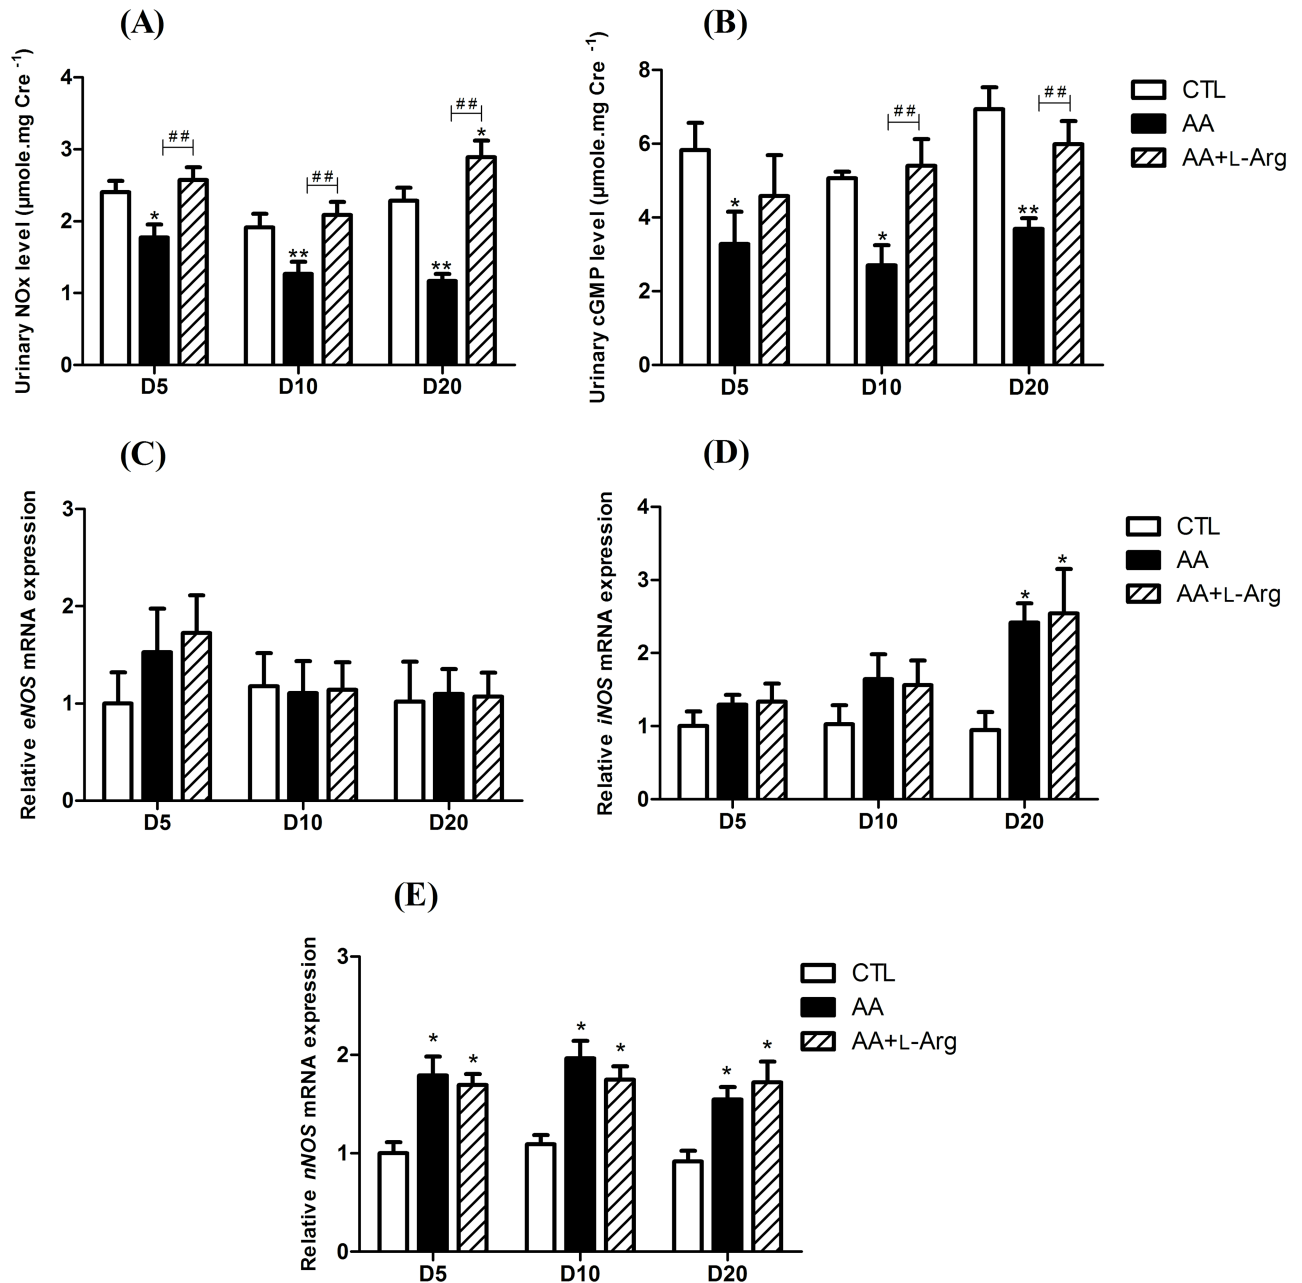 (A)
Urinary NOx level (µmole.mg Cre ⁻¹)
4
3
2
1
0
##
*
##
**
##
*
**
D5
D10
D20
(B)
Urinary cGMP level (µmole.mg Cre ⁻¹)
8
6
4
2
0
*
##
*
##
**
D5
D10
D20
CTL
AA
AA+L-Arg
(C)
Relative eNOS mRNA expression
3
2
1
0
D5
D10
D20
(D)
Relative iNOS mRNA expression
4
3
2
1
0
*
*
D5
D10
D20
CTL
AA
AA+L-Arg
(E)
Relative nNOS mRNA expression
3
2
1
0
*
*
*
*
*
*
D5
D10
D20
CTL
AA
AA+L-Arg